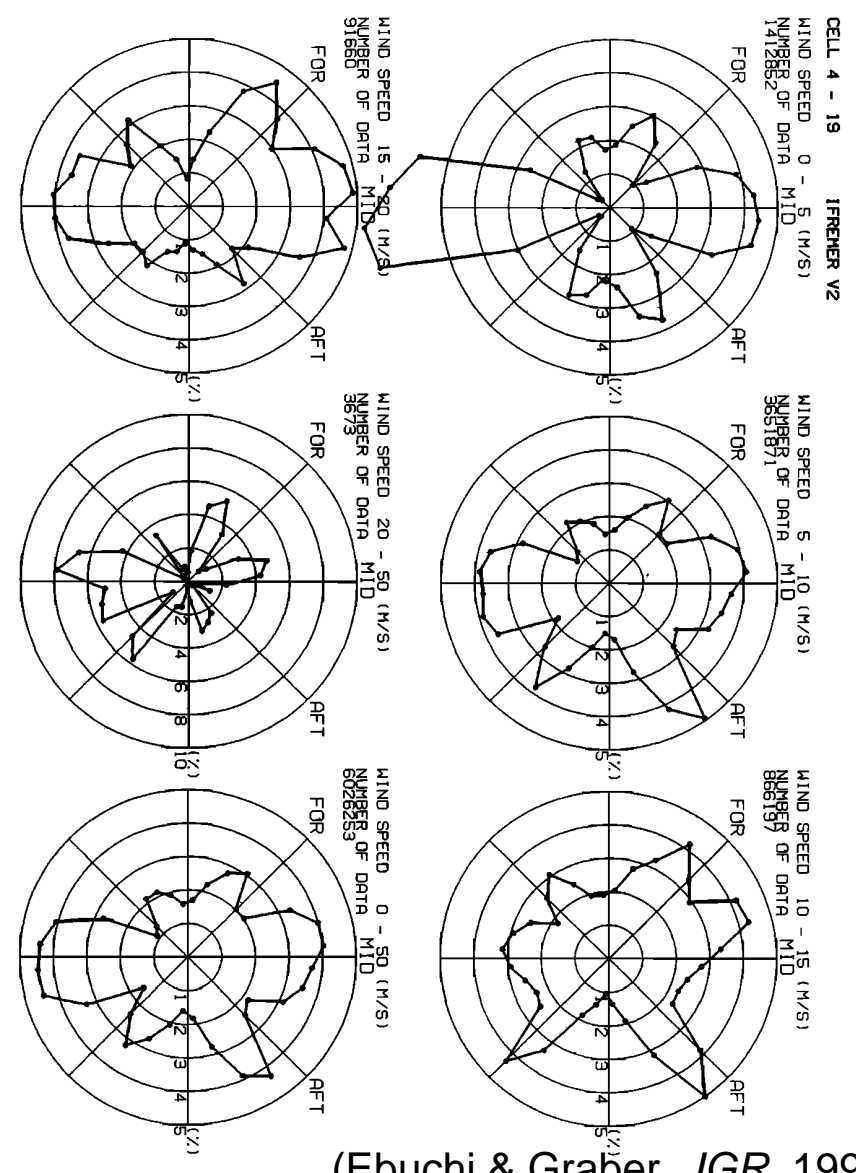 CELL 4 - 19 IFREMER V2
WIND SPEED 0 - 5 (M/S)
NUMBER OF DATA
1412852
FOR
MID
AFT
1 2 3 4 5 (%)
WIND SPEED 5 - 10 (M/S)
NUMBER OF DATA
3651871
FOR
MID
AFT
1 2 3 4 5 (%)
WIND SPEED 10 - 15 (M/S)
NUMBER OF DATA
866197
FOR
MID
AFT
1 2 3 4 5 (%)
WIND SPEED 15 - 20 (M/S)
NUMBER OF DATA
91660
FOR
MID
AFT
1 2 3 4 5 (%)
WIND SPEED 20 - 50 (M/S)
NUMBER OF DATA
3673
FOR
MID
AFT
2 4 6 8 10 (%)
WIND SPEED 0 - 50 (M/S)
NUMBER OF DATA
6026253
FOR
MID
AFT
1 2 3 4 5 (%)
(Ebuchi & Graber, JGR, 199